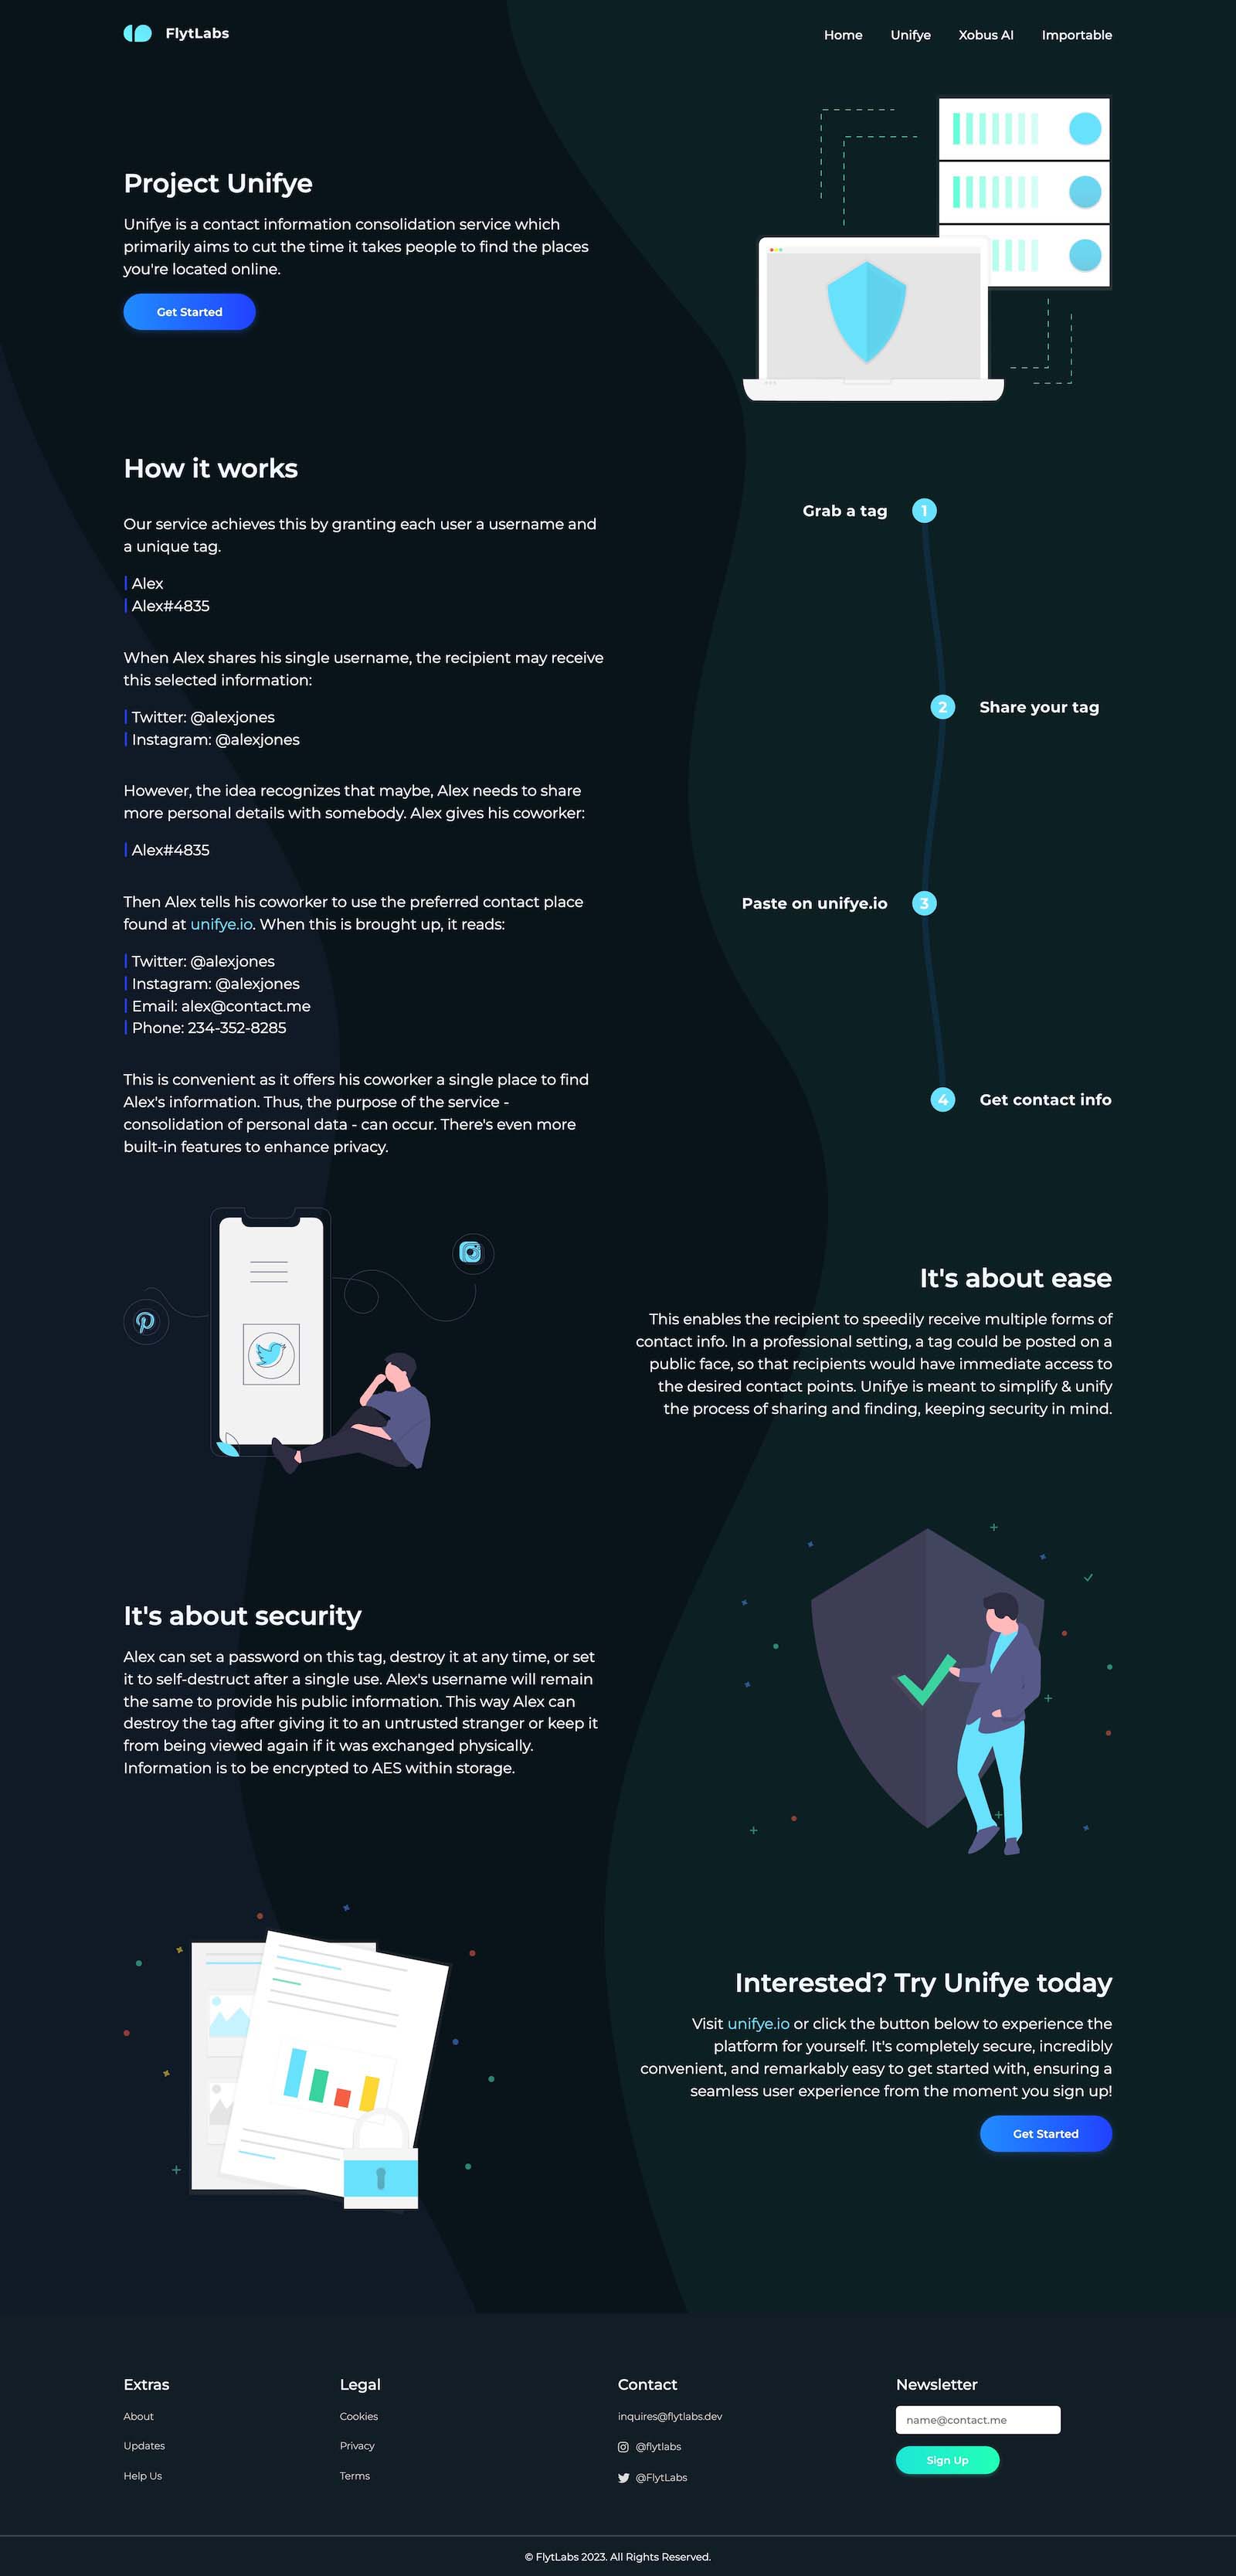 FlytLabs
Home Unifye Xobus AI Importable
Project Unifye
Unifye is a contact information consolidation service which
primarily aims to cut the time it takes people to find the places
you're located online.
Get Started
How it works
Our service achieves this by granting each user a username and
a unique tag.
Alex
Alex#4835
When Alex shares his single username, the recipient may receive
this selected information:
Twitter: @alexjones
Instagram: @alexjones
However, the idea recognizes that maybe, Alex needs to share
more personal details with somebody. Alex gives his coworker:
Alex#4835
Then Alex tells his coworker to use the preferred contact place
found at unifye.io. When this is brought up, it reads:
Twitter: @alexjones
Instagram: @alexjones
Email: alex@contact.me
Phone: 234-352-8285
This is convenient as it offers his coworker a single place to find
Alex's information. Thus, the purpose of the service -
consolidation of personal data - can occur. There's even more
built-in features to enhance privacy.
Grab a tag 1
2 Share your tag
Paste on unifye.io 3
4 Get contact info
It's about ease
This enables the recipient to speedily receive multiple forms of
contact info. In a professional setting, a tag could be posted on a
public face, so that recipients would have immediate access to
the desired contact points. Unifye is meant to simplify & unify
the process of sharing and finding, keeping security in mind.
It's about security
Alex can set a password on this tag, destroy it at any time, or set
it to self-destruct after a single use. Alex's username will remain
the same to provide his public information. This way Alex can
destroy the tag after giving it to an untrusted stranger or keep it
from being viewed again if it was exchanged physically.
Information is to be encrypted to AES within storage.
Interested? Try Unifye today
Visit unifye.io or click the button below to experience the
platform for yourself. It's completely secure, incredibly
convenient, and remarkably easy to get started with, ensuring a
seamless user experience from the moment you sign up!
Get Started
Extras
About
Updates
Help Us
Legal
Cookies
Privacy
Terms
Contact
inquires@flytlabs.dev
@flytlabs
@FlytLabs
Newsletter
name@contact.me
Sign Up
© FlytLabs 2023. All Rights Reserved.